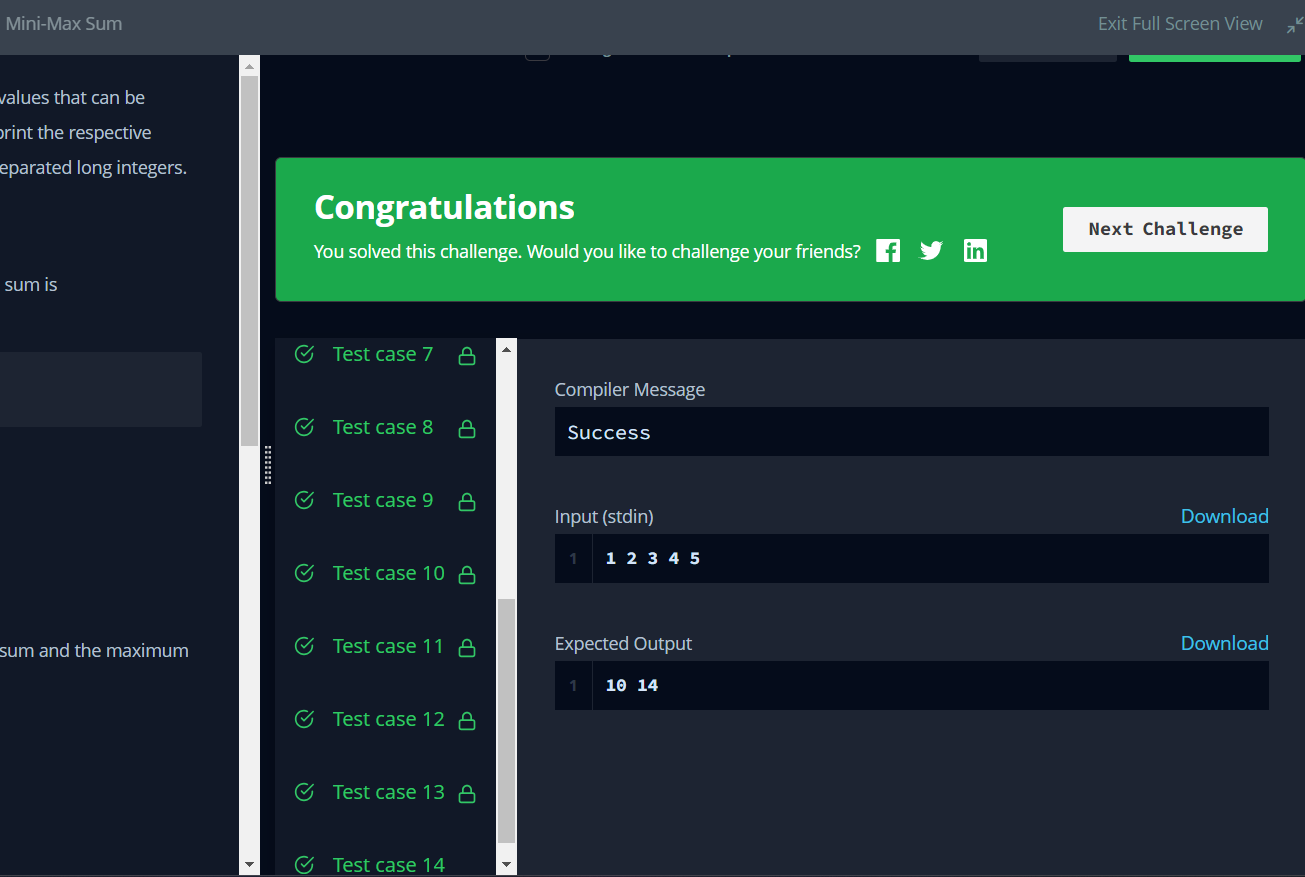 Mini-Max Sum
Exit Full Screen View
values that can be
print the respective
eparated long integers.
sum is
sum and the maximum
Congratulations
You solved this challenge. Would you like to challenge your friends?
Next Challenge
Test case 7
Test case 8
Test case 9
Test case 10
Test case 11
Test case 12
Test case 13
Test case 14
Compiler Message
Success
Input (stdin)
Download
1
1 2 3 4 5
Expected Output
Download
1
10 14